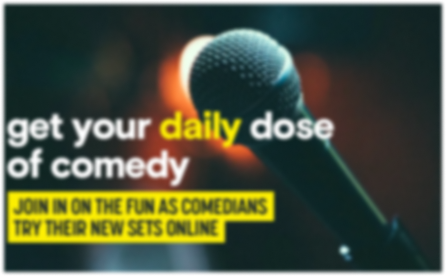 get your daily dose
of comedy
JOIN IN ON THE FUN AS COMEDIANS
TRY THEIR NEW SETS ONLINE